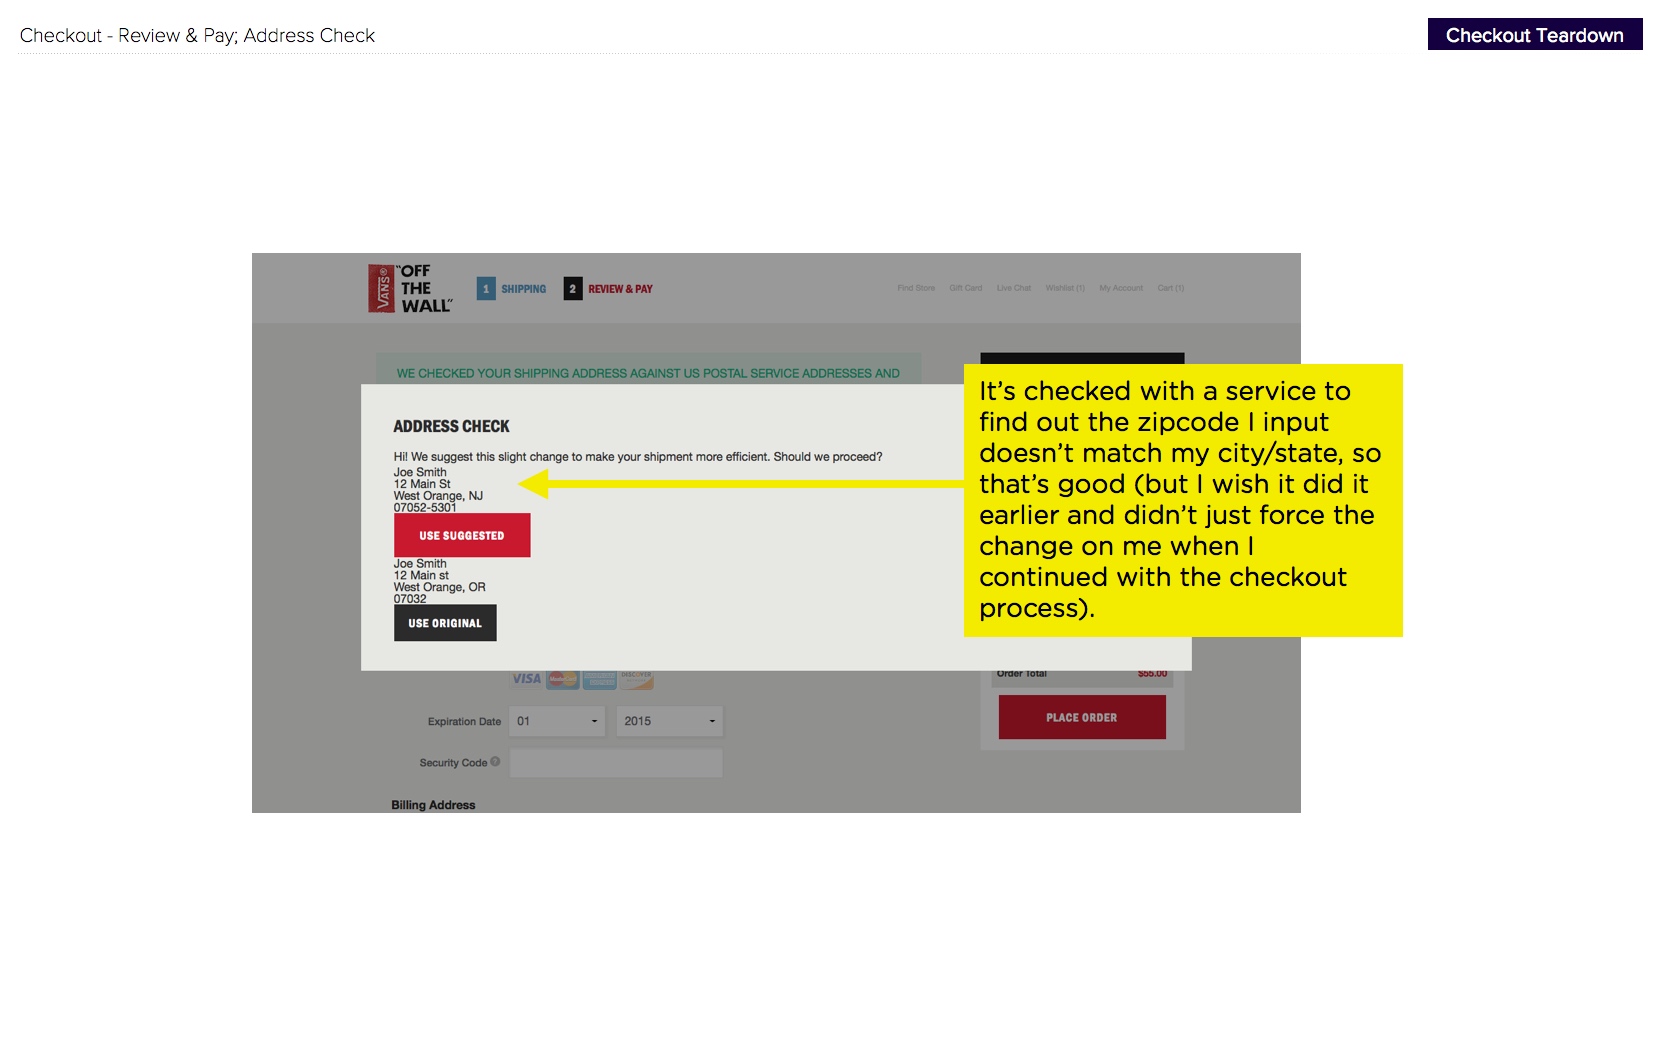 Checkout - Review & Pay; Address Check
Checkout Teardown
VANS®
"OFF
THE
WALL"
1 SHIPPING 2 REVIEW & PAY
Find Store Gift Card Live Chat Wishlist (1) My Account Cart (1)
WE CHECKED YOUR SHIPPING ADDRESS AGAINST US POSTAL SERVICE ADDRESSES AND
ADDRESS CHECK
Hi! We suggest this slight change to make your shipment more efficient. Should we proceed?
Joe Smith
12 Main St
West Orange, NJ
07052-5301
USE SUGGESTED
Joe Smith
12 Main st
West Orange, OR
07032
USE ORIGINAL
It’s checked with a service to
find out the zipcode I input
doesn’t match my city/state, so
that’s good (but I wish it did it
earlier and didn’t just force the
change on me when I
continued with the checkout
process).
VISA MasterCard DISCOVER
Order Total $55.00
Expiration Date 01 2015
PLACE ORDER
Security Code ?
Billing Address